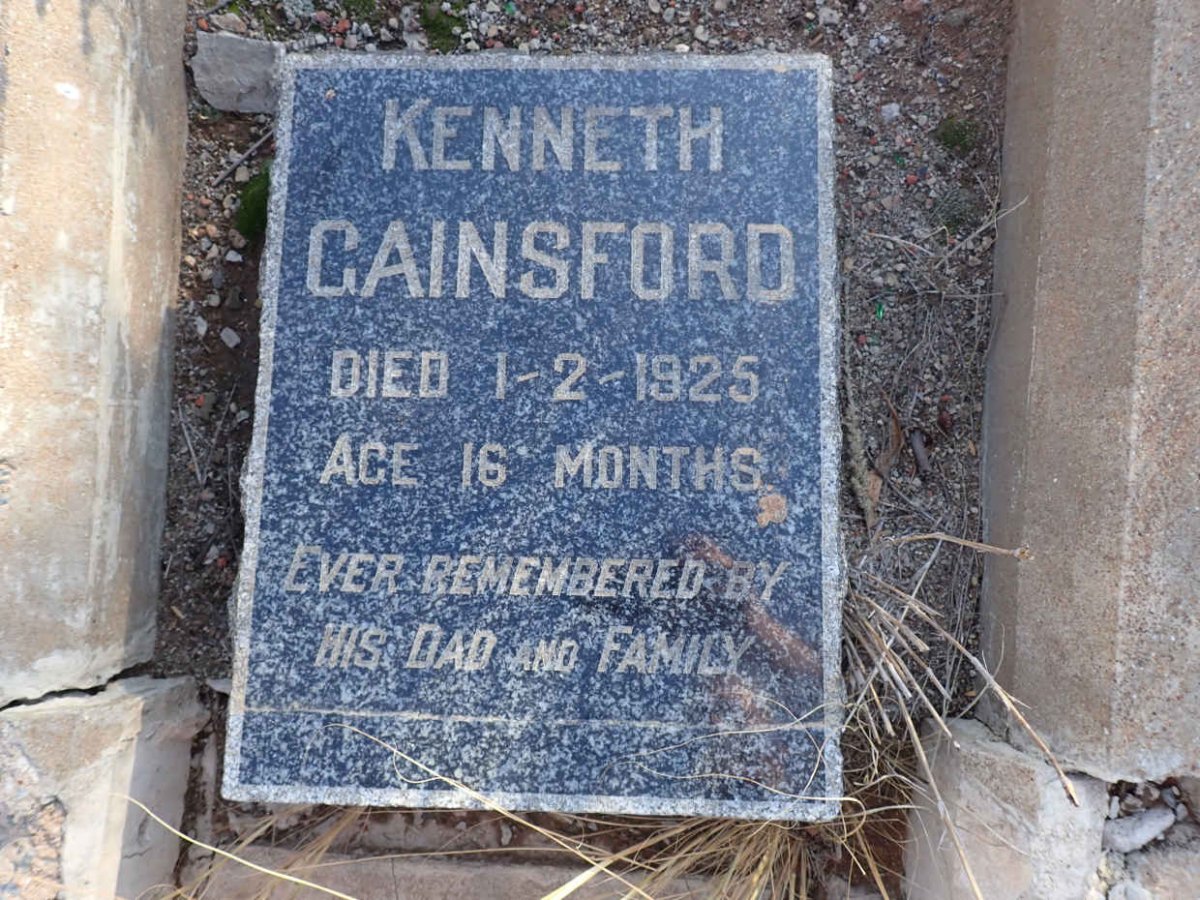 KENNETH
GAINSFORD
DIED 1-2-1925
AGE 16 MONTHS.
EVER REMEMBERED BY
HIS DAD AND FAMILY